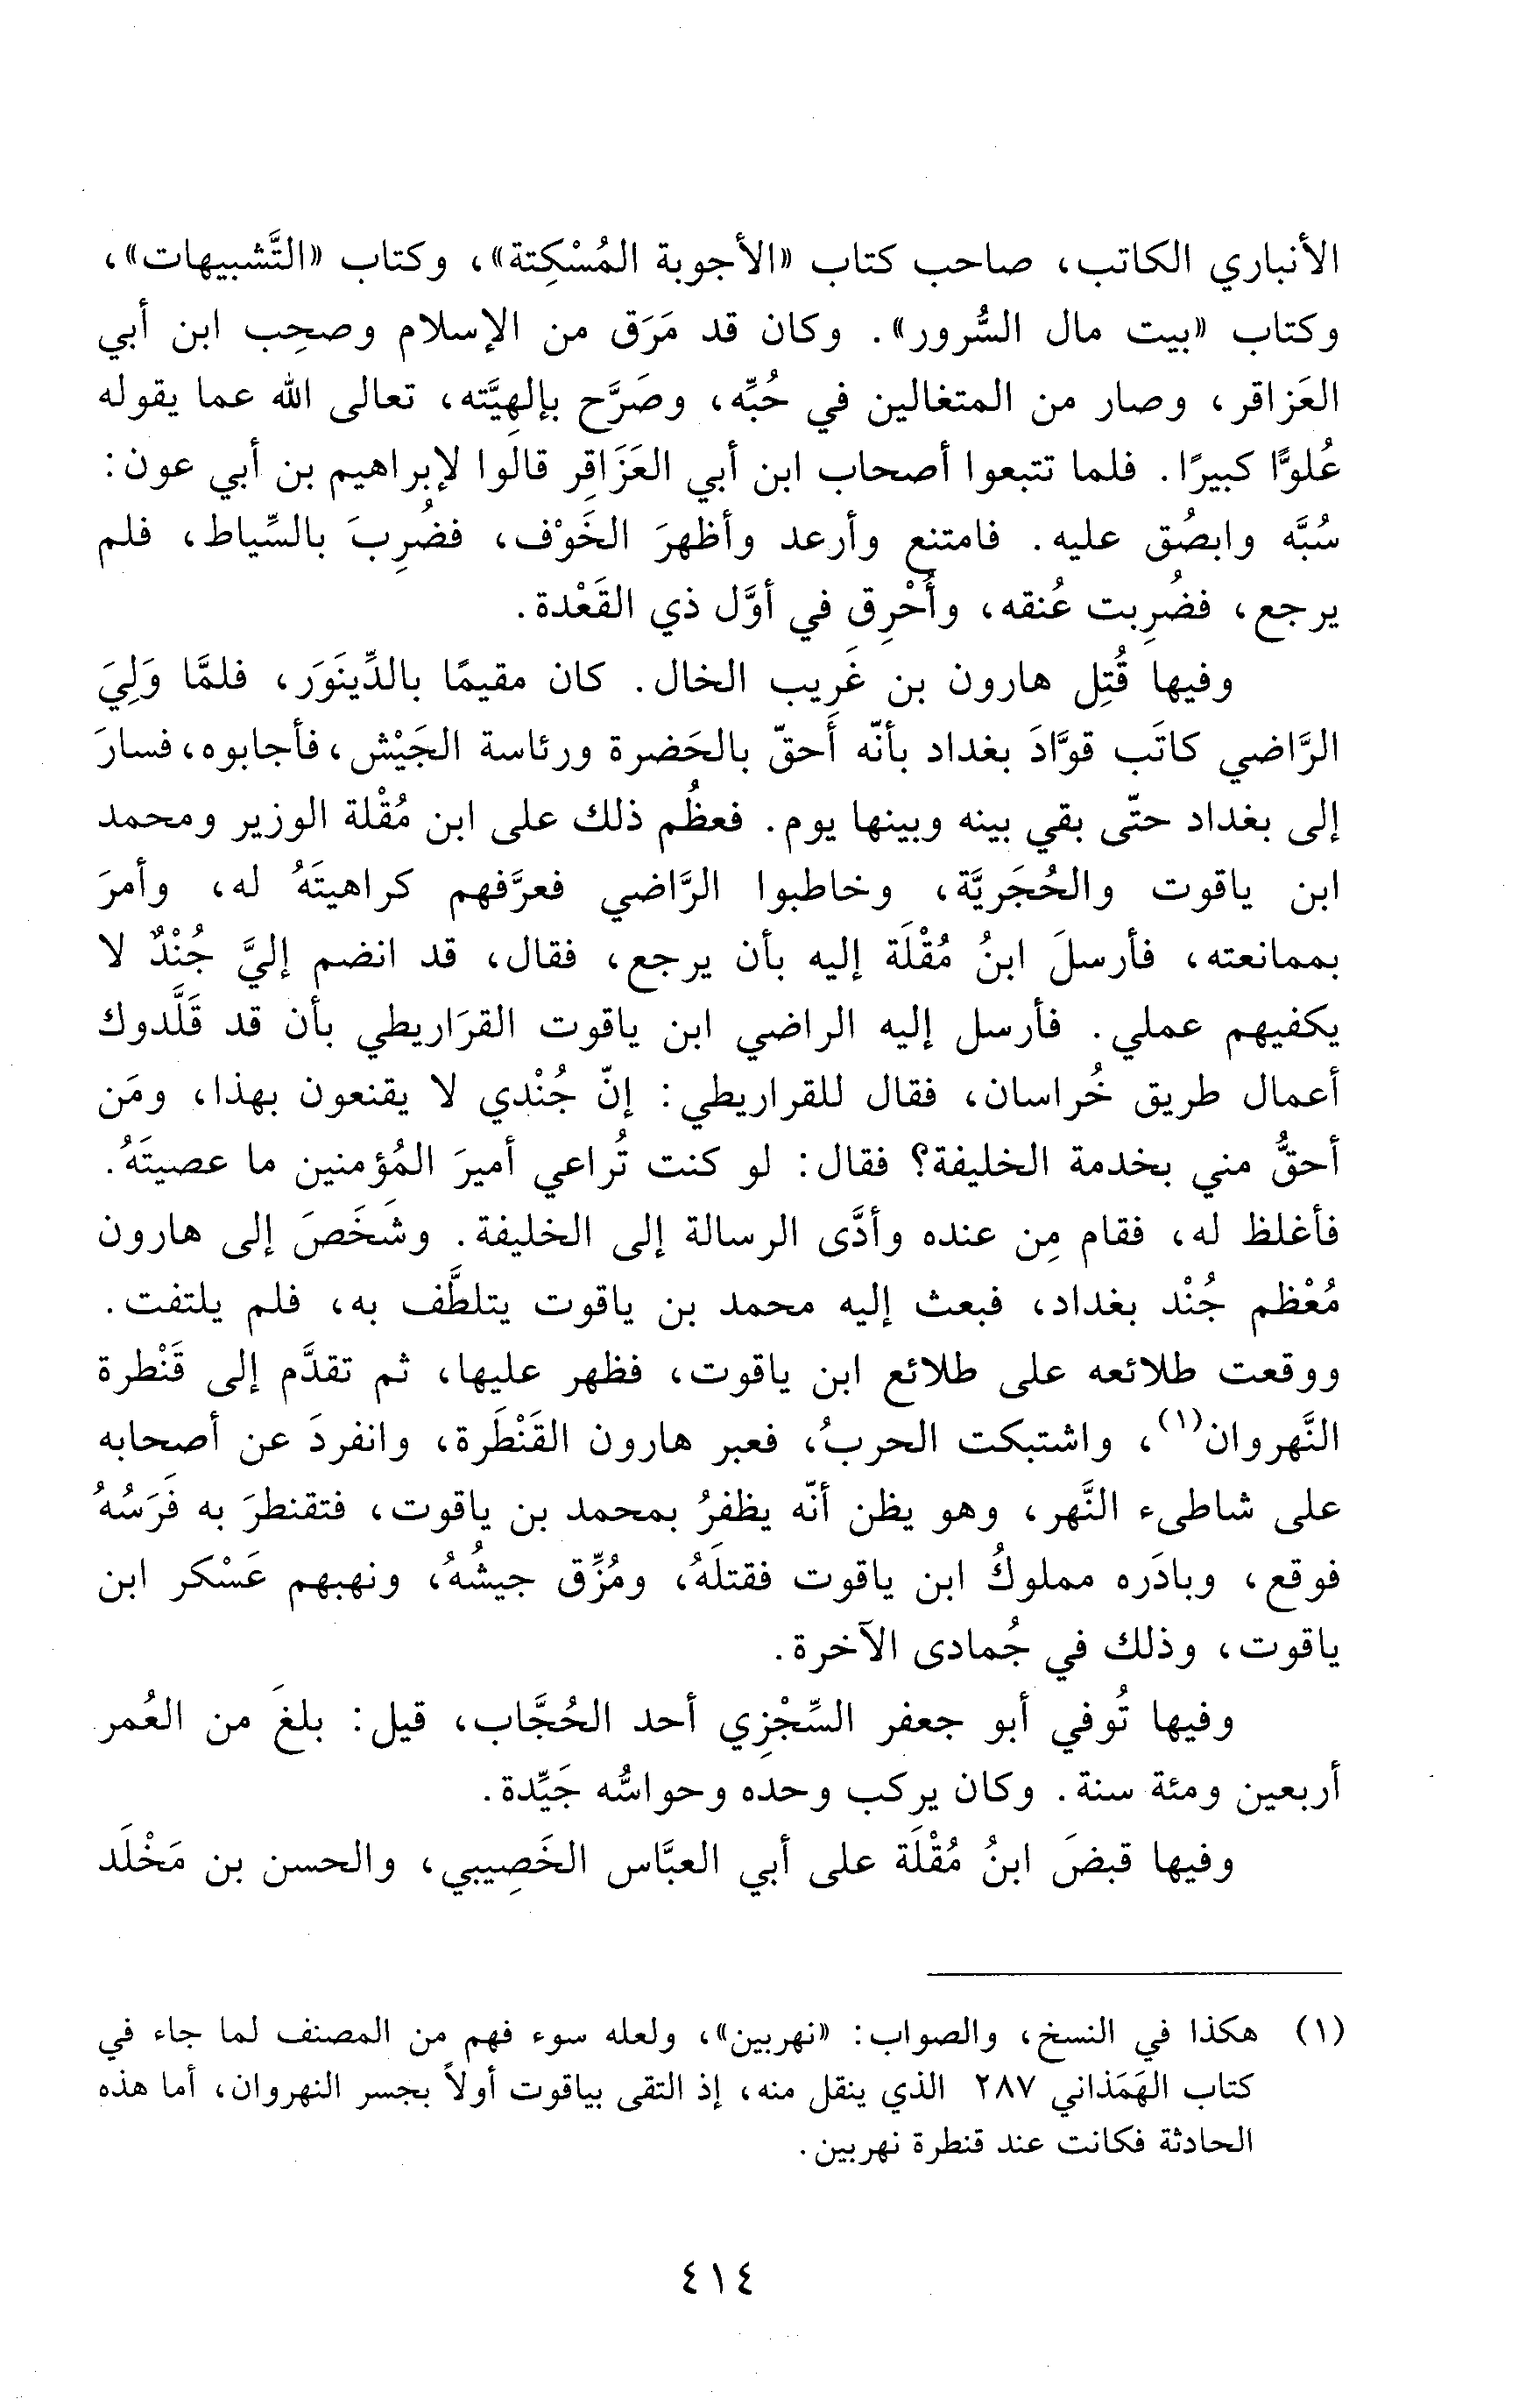 الأنباري الكاتب، صاحب كتاب «الأجوبة المُسْكِتة»، وكتاب «التَّشبيهات»،
وكتاب «بيت مال السُّرور». وكان قد مَرَق من الإسلام وصحِب ابن أبي
العَزاقر، وصار من المتغالين في حُبِّه، وصَرَّح بإلهِيَّته، تعالى الله عما يقوله
عُلوًّا كبيرًا. فلما تتبعوا أصحاب ابن أبي العَزَاقِر قالوا لإبراهيم بن أبي عون:
سُبَّه وابصُق عليه. فامتنع وأرعد وأظهرَ الخَوْف، فضُرِبَ بالسِّياط، فلم
يرجع، فضُرِبت عُنقه، وأُحْرِق في أوَّل ذي القَعْدة.
وفيها قُتِل هارون بن غَرِيب الخال. كان مقيمًا بالدِّينَوَر، فلمَّا وَلِيَ
الرَّاضي كاتَب قوَّادَ بغداد بأنّه أَحقّ بالحَضرة ورئاسة الجَيْش، فأجابوه، فسارَ
إلى بغداد حتّى بقي بينه وبينها يوم. فعظُم ذلك على ابن مُقْلة الوزير ومحمد
ابن ياقوت والحُجَريَّة، وخاطبوا الرَّاضي فعرَّفهم كراهيتَهُ له، وأمرَ
بممانعته، فأرسلَ ابنُ مُقْلَة إليه بأن يرجع، فقال، قد انضم إليَّ جُنْدٌ لا
يكفيهم عملي. فأرسل إليه الراضي ابن ياقوت القرَاريطي بأن قد قَلَّدوك
أعمال طريق خُراسان، فقال للقراريطي: إنّ جُنْدي لا يقنعون بهذا، ومَن
أحقُّ مني بخدمة الخليفة؟ فقال: لو كنت تُراعي أميرَ المُؤمنين ما عصيتَهُ.
فأغلظ له، فقام مِن عنده وأدَّى الرسالة إلى الخليفة. وشَخَصَ إلى هارون
مُعْظم جُنْد بغداد، فبعث إليه محمد بن ياقوت يتلطَّف به، فلم يلتفت.
ووقعت طلائعه على طلائع ابن ياقوت، فظهر عليها، ثم تقدَّم إلى قَنْطرة
النَّهروان(١)، واشتبكت الحربُ، فعبر هارون القَنْطَرة، وانفردَ عن أصحابه
على شاطىء النَّهر، وهو يظن أنّه يظفرُ بمحمد بن ياقوت، فتقنطرَ به فَرَسُهُ
فوقع، وبادَره مملوكُ ابن ياقوت فقتلَهُ، ومُزِّق جيشُهُ، ونهبهم عَسْكر ابن
ياقوت، وذلك في جُمادى الآخرة.
وفيها تُوفي أبو جعفر السِّجْزِي أحد الحُجَّاب، قيل: بلغَ من العُمر
أربعين ومئة سنة. وكان يركب وحده وحواسُّه جَيِّدة.
وفيها قبضَ ابنُ مُقْلَة على أبي العبَّاس الخَصِيبي، والحسن بن مَخْلَد
(١) هكذا في النسخ، والصواب: «نهربين»، ولعله سوء فهم من المصنف لما جاء في
كتاب الهَمَذاني ٢٨٧ الذي ينقل منه، إذ التقى بياقوت أولاً بجسر النهروان، أما هذه
الحادثة فكانت عند قنطرة نهربين.
٤١٤